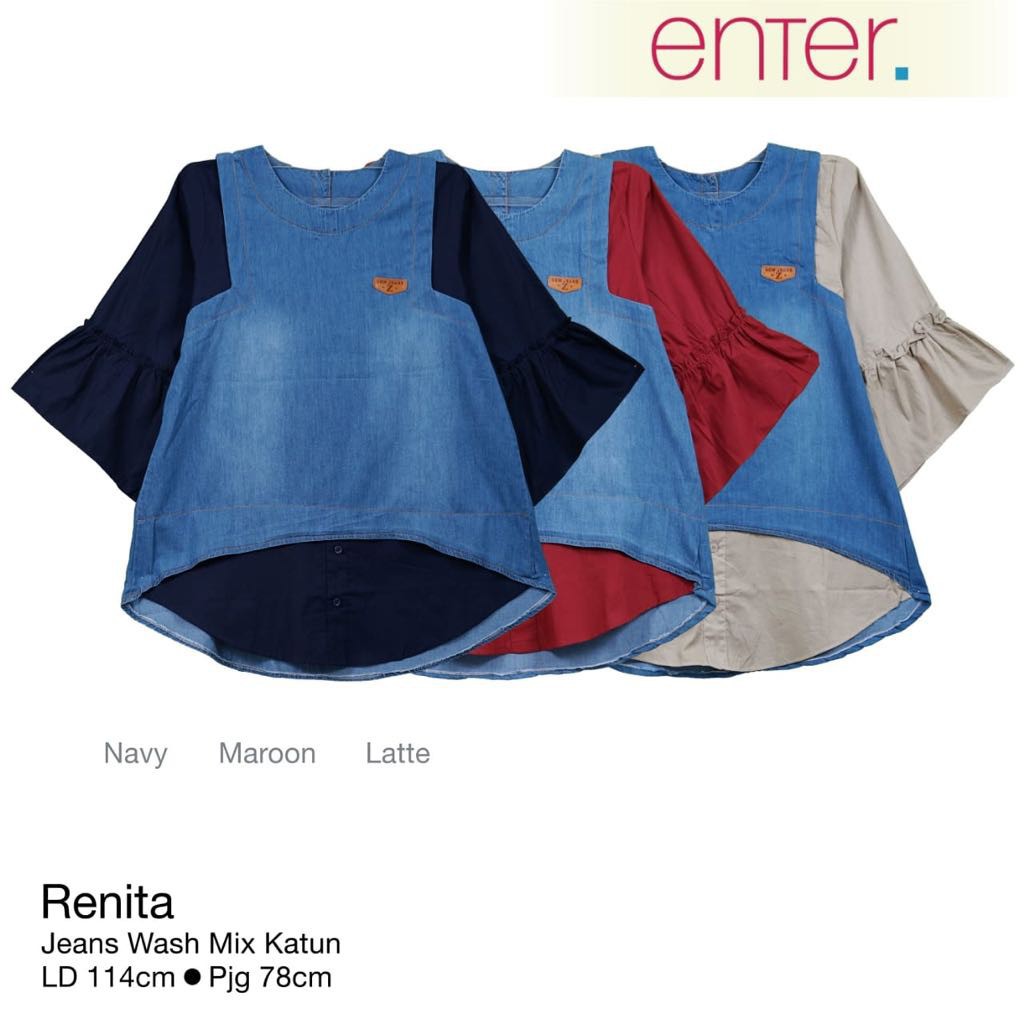 enTer.
Navy Maroon Latte
Renita
Jeans Wash Mix Katun
LD 114cm ● Pjg 78cm